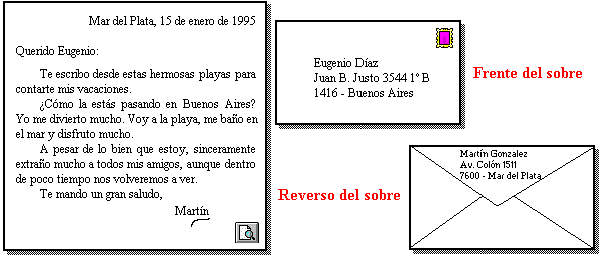 Mar del Plata, 15 de enero de 1995
Querido Eugenio:
Te escribo desde estas hermosas playas para
contarte mis vacaciones.
¿Cómo la estás pasando en Buenos Aires?
Yo me divierto mucho. Voy a la playa, me baño en
el mar y disfruto mucho.
A pesar de lo bien que estoy, sinceramente
extraño mucho a todos mis amigos, aunque dentro
de poco tiempo nos volveremos a ver.
Te mando un gran saludo,
Martín
Eugenio Díaz
Juan B. Justo 3544 1º B
1416 - Buenos Aires
Frente del sobre
Reverso del sobre
Martín Gonzalez
Av. Colón 1511
7600 - Mar del Plata